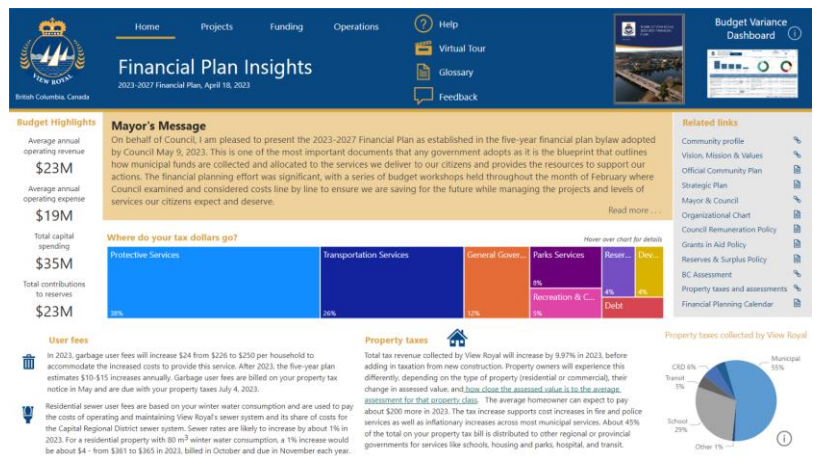 Home Projects Funding Operations
Help
Virtual Tour
Glossary
Feedback
Budget Variance
Dashboard
VIEW ROYAL
British Columbia, Canada
Financial Plan Insights
2023-2027 Financial Plan, April 18, 2023
Budget Highlights
Average annual
operating revenue
$23M
Average annual
operating expense
$19M
Total capital
spending
$35M
Total contributions
to reserves
$23M
Mayor's Message
On behalf of Council, I am pleased to present the 2023-2027 Financial Plan as established in the five-year financial plan bylaw adopted
by Council May 9, 2023. This is one of the most important documents that any government adopts as it is the blueprint that outlines
how municipal funds are collected and allocated to the services we deliver to our citizens and provides the resources to support our
actions. The financial planning effort was significant, with a series of budget workshops held throughout the month of February where
Council examined and considered costs line by line to ensure we are saving for the future while managing the projects and levels of
services our citizens expect and deserve.
Read more . . .
Related links
Community profile
Vision, Mission & Values
Official Community Plan
Strategic Plan
Mayor & Council
Organizational Chart
Council Remuneration Policy
Grants in Aid Policy
Reserves & Surplus Policy
BC Assessment
Property taxes and assessments
Financial Planning Calendar
Where do your tax dollars go?
Hover over chart for details
Protective Services
38%
Transportation Services
26%
General Gover...
12%
Parks Services
8%
Recreation & C...
5%
Reser...
4%
Dev...
4%
Debt
User fees
In 2023, garbage user fees will increase $24 from $226 to $250 per household to
accommodate the increased costs to provide this service. After 2023, the five-year plan
estimates $10-$15 increases annually. Garbage user fees are billed on your property tax
notice in May and are due with your property taxes July 4, 2023.
Residential sewer user fees are based on your winter water consumption and are used to pay
the costs of operating and maintaining View Royal's sewer system and its share of costs for
the Capital Regional District sewer system. Sewer rates are likely to increase by about 1% in
2023. For a residential property with 80 m³ winter water consumption, a 1% increase would
be about $4 - from $361 to $365 in 2023, billed in October and due in November each year.
Property taxes
Total tax revenue collected by View Royal will increase by 9.97% in 2023, before
adding in taxation from new construction. Property owners will experience this
differently, depending on the type of property (residential or commercial), their
change in assessed value, and how close the assessed value is to the average
assessment for that property class. The average homeowner can expect to pay
about $200 more in 2023. The tax increase supports cost increases in fire and police
services as well as inflationary increases across most municipal services. About 45%
of the total on your property tax bill is distributed to other regional or provincial
governments for services like schools, housing and parks, hospital, and transit.
Property taxes collected by View Royal
CRD 6%
Municipal
55%
Transit
5%
School
29%
Other 1%